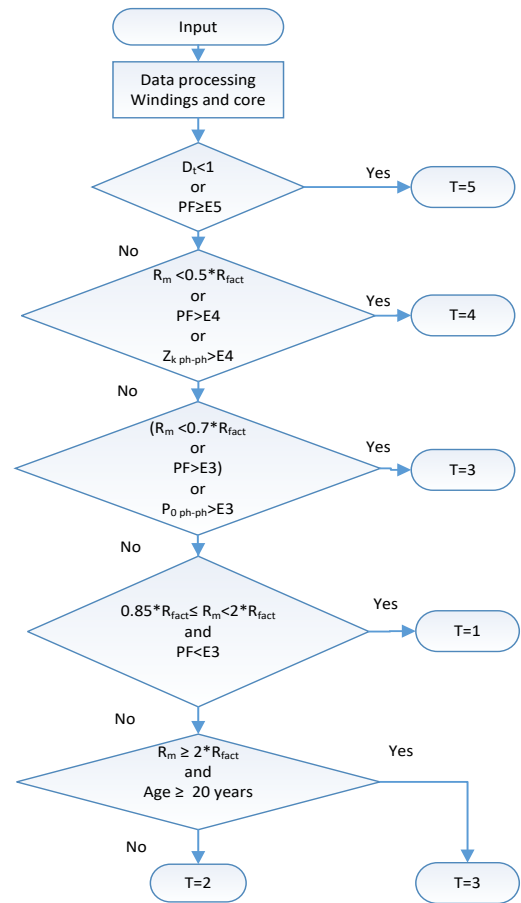 Input
Data processing
Windings and core
Dt<1
or
PF≥E5
Yes
T=5
No
Rm <0.5*Rfact
or
PF>E4
or
Zk ph-ph>E4
Yes
T=4
No
(Rm <0.7*Rfact
or
PF>E3)
or
P0 ph-ph>E3
Yes
T=3
No
0.85*Rfact≤ Rm<2*Rfact
and
PF<E3
Yes
T=1
No
Rm ≥ 2*Rfact
and
Age ≥ 20 years
Yes
No
T=2
T=3